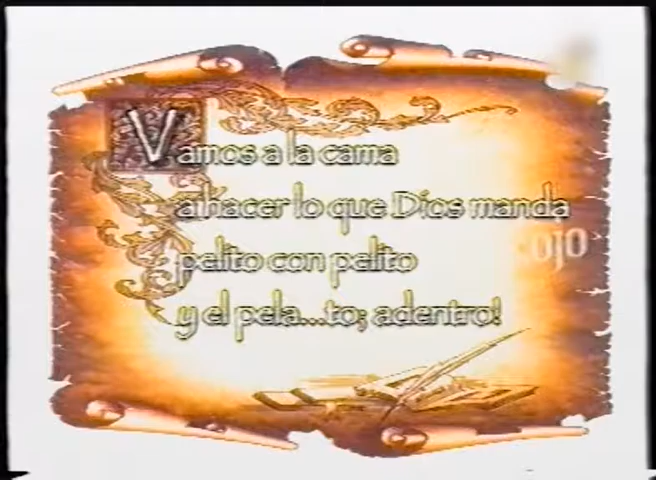 Vamos a la cama
a hacer lo que Dios manda
pelito con pelito
y el pela...to; adentro!
ojo